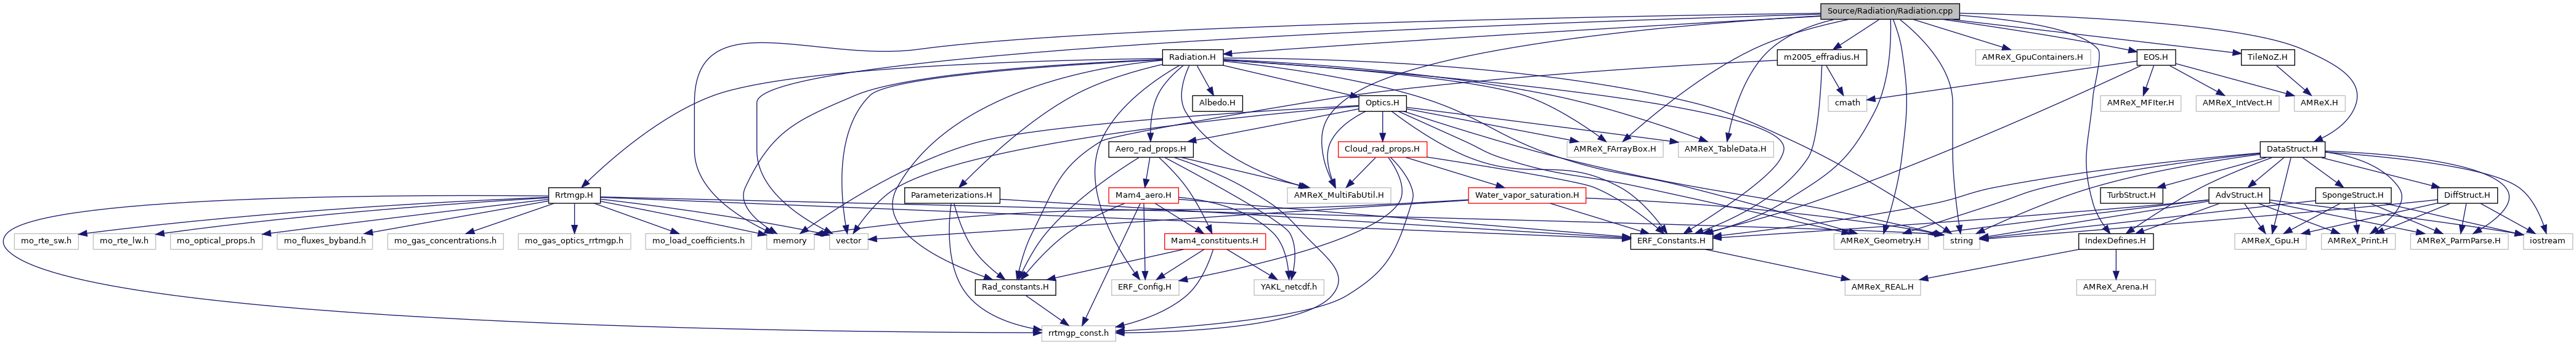 Source/Radiation/Radiation.cpp
Radiation.H
m2005_effradius.H
AMReX_GpuContainers.H
EOS.H
TileNoZ.H
Albedo.H
Optics.H
cmath
AMReX_MFIter.H
AMReX_IntVect.H
AMReX.H
Aero_rad_props.H
Cloud_rad_props.H
AMReX_FArrayBox.H
AMReX_TableData.H
DataStruct.H
Rrtmgp.H
Parameterizations.H
Mam4_aero.H
AMReX_MultiFabUtil.H
Water_vapor_saturation.H
TurbStruct.H
AdvStruct.H
SpongeStruct.H
DiffStruct.H
mo_rte_sw.h
mo_rte_lw.h
mo_optical_props.h
mo_fluxes_byband.h
mo_gas_concentrations.h
mo_gas_optics_rrtmgp.h
mo_load_coefficients.h
memory
vector
Mam4_constituents.H
ERF_Constants.H
AMReX_Geometry.H
string
IndexDefines.H
AMReX_Gpu.H
AMReX_Print.H
AMReX_ParmParse.H
iostream
Rad_constants.H
ERF_Config.H
YAKL_netcdf.h
AMReX_REAL.H
AMReX_Arena.H
rrtmgp_const.h